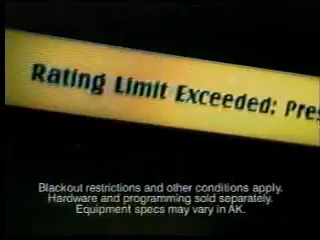 Rating Limit Exceeded: Pres
Blackout restrictions and other conditions apply.
Hardware and programming sold separately.
Equipment specs may vary in AK.